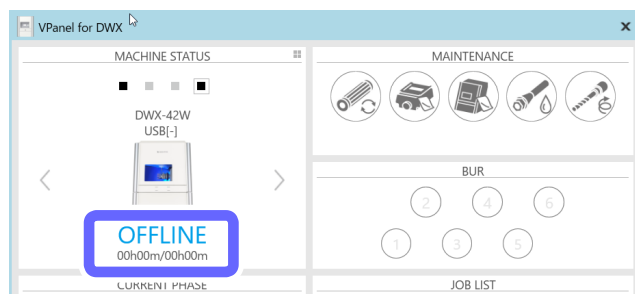 VPanel for DWX
MACHINE STATUS
DWX-42W
USB[-]
OFFLINE
00h00m/00h00m
CURRENT PHASE
MAINTENANCE
BUR
2 4 6
1 3 5
JOB LIST